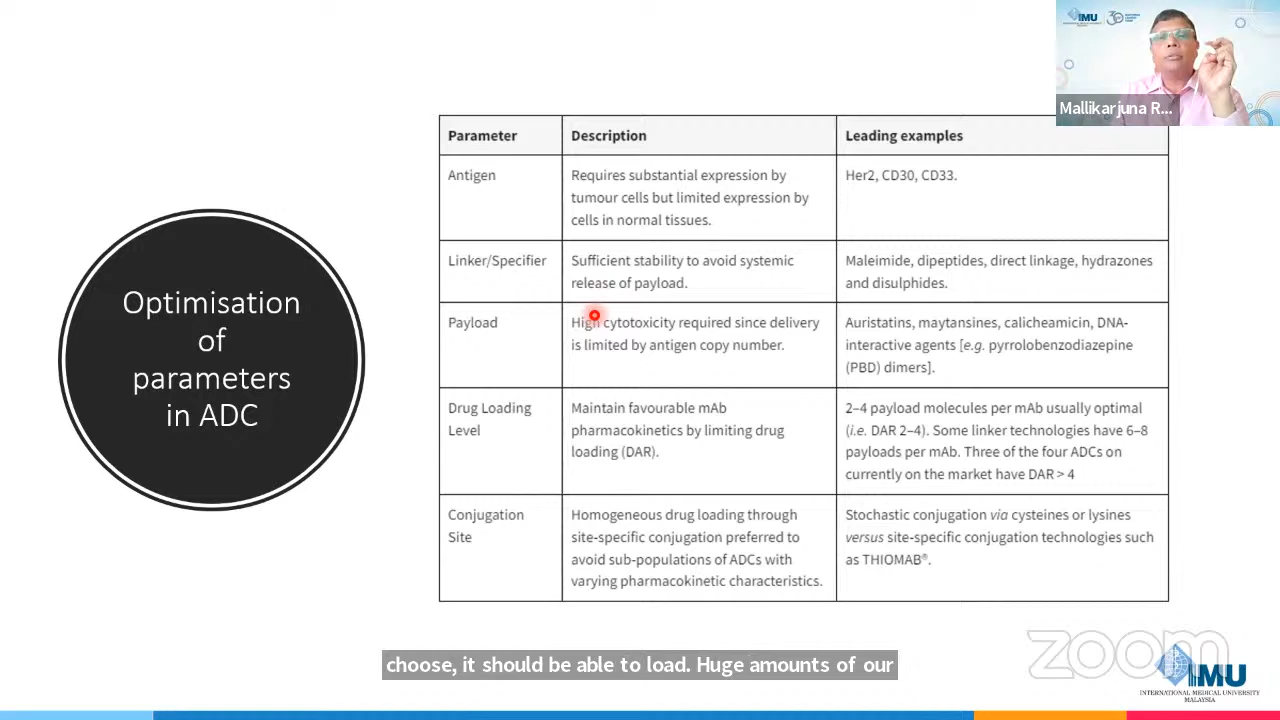 IMU
Mallikarjuna R...
Optimisation
of
parameters
in ADC
Parameter
Description
Leading examples
Antigen
Requires substantial expression by
tumour cells but limited expression by
cells in normal tissues.
Her2, CD30, CD33.
Linker/Specifier
Sufficient stability to avoid systemic
release of payload.
Maleimide, dipeptides, direct linkage, hydrazones
and disulphides.
Payload
High cytotoxicity required since delivery
is limited by antigen copy number.
Auristatins, maytansines, calicheamicin, DNA-
interactive agents [e.g. pyrrolobenzodiazepine
(PBD) dimers].
Drug Loading
Level
Maintain favourable mAb
pharmacokinetics by limiting drug
loading (DAR).
2–4 payload molecules per mAb usually optimal
(i.e. DAR 2–4). Some linker technologies have 6–8
payloads per mAb. Three of the four ADCs on
currently on the market have DAR > 4
Conjugation
Site
Homogeneous drug loading through
site-specific conjugation preferred to
avoid sub-populations of ADCs with
varying pharmacokinetic characteristics.
Stochastic conjugation via cysteines or lysines
versus site-specific conjugation technologies such
as THIOMAB®.
choose, it should be able to load. Huge amounts of our
zoom
IMU
INTERNATIONAL MEDICAL UNIVERSITY
MALAYSIA